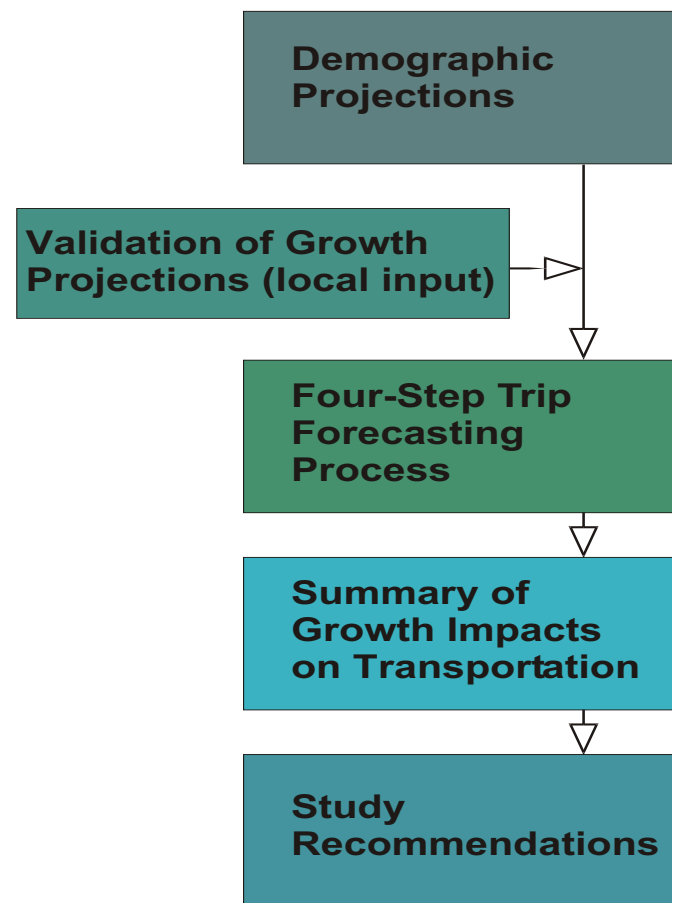 Demographic
Projections
Validation of Growth
Projections (local input)
Four-Step Trip
Forecasting
Process
Summary of
Growth Impacts
on Transportation
Study
Recommendations